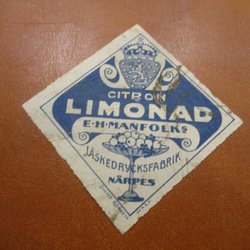 CITRON
LIMONAD
E·H·MANFOLKS
LÄSKEDRYCKSFABRIK
NÄRPES